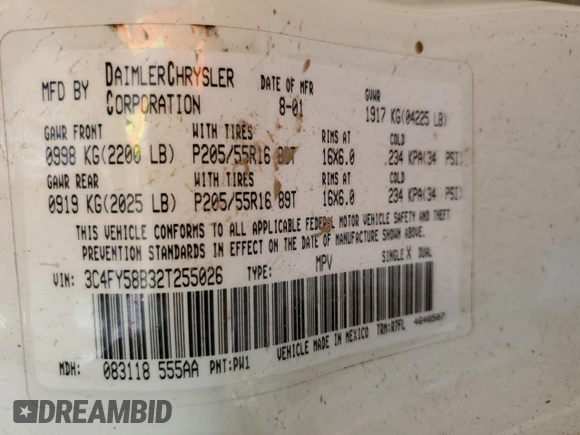 MFD BY DAIMLERCHRYSLER CORPORATION DATE OF MFR 8-01 GVWR 1917 KG(04225 LB)
GAWR FRONT WITH TIRES RIMS AT COLD
0998 KG(2200 LB) P205/55R16 16X6.0 234 KPA(34 PSI)
GAWR REAR WITH TIRES RIMS AT COLD
0919 KG(2025 LB) P205/55R16 89T 16X6.0 234 KPA(34 PSI)
THIS VEHICLE CONFORMS TO ALL APPLICABLE FEDERAL MOTOR VEHICLE SAFETY AND THEFT
PREVENTION STANDARDS IN EFFECT ON THE DATE OF MANUFACTURE SHOWN ABOVE.
VIN: 3C4FY58B32T255026 TYPE: MPV SINGLE X DUAL
MDH: 083118 555AA PNT:PW1 VEHICLE MADE IN MEXICO TRM:R7FL 4640507
DREAMBID